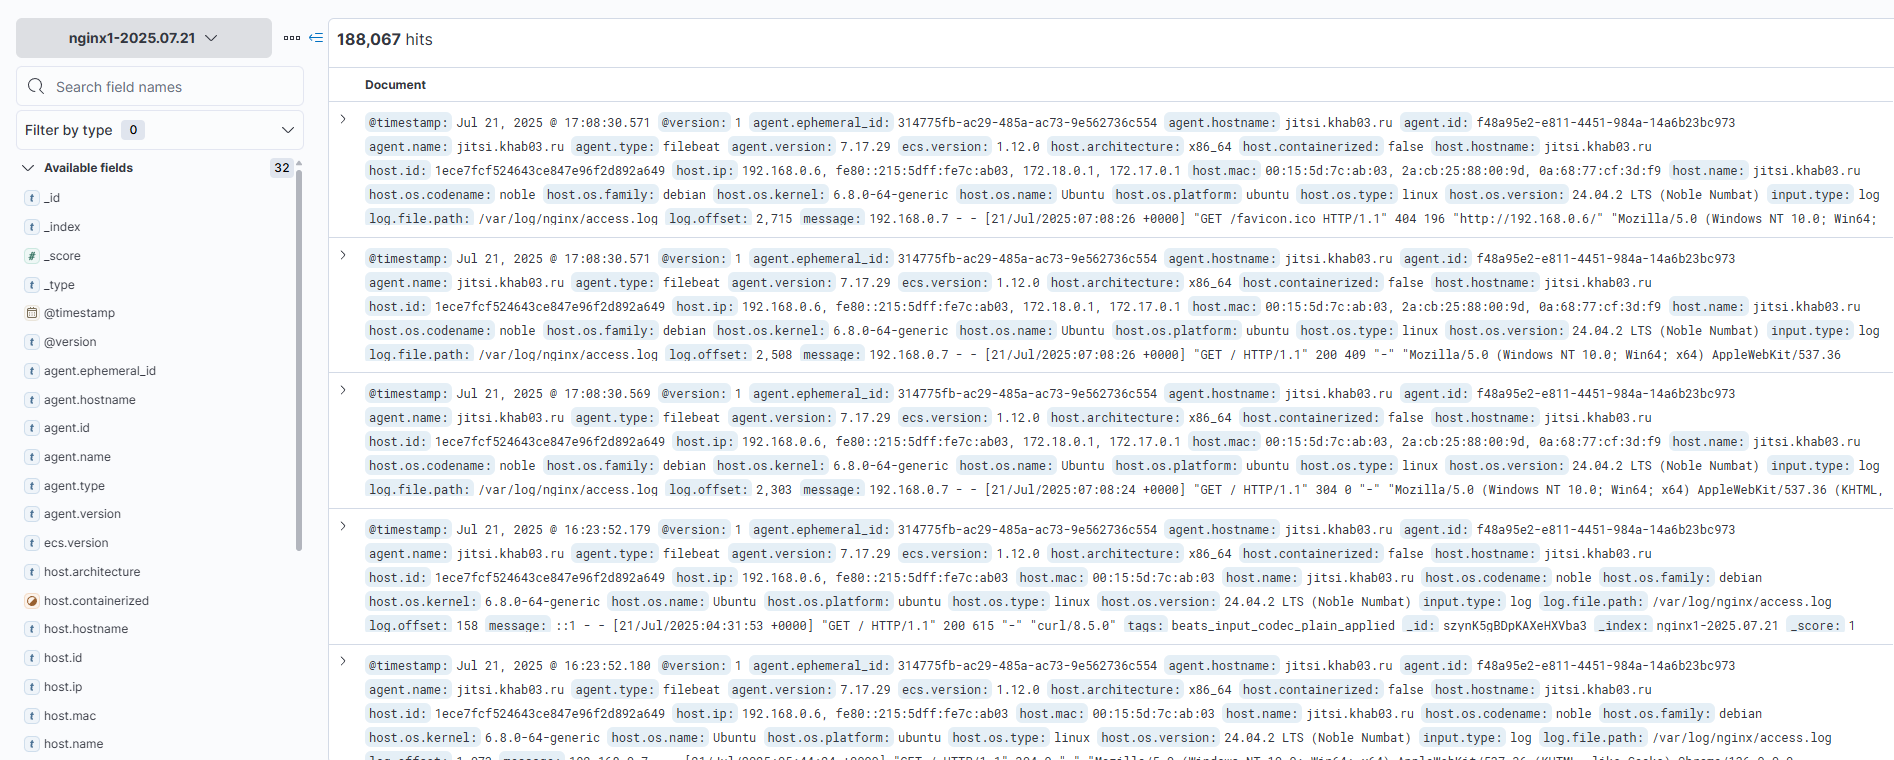 nginx1-2025.07.21
188,067 hits
Search field names
Filter by type 0
Available fields 32
_id
_index
_score
_type
@timestamp
@version
agent.ephemeral_id
agent.hostname
agent.id
agent.name
agent.type
agent.version
ecs.version
host.architecture
host.containerized
host.hostname
host.id
host.ip
host.mac
host.name
Document
@timestamp: Jul 21, 2025 @ 17:08:30.571 @version: 1 agent.ephemeral_id: 314775fb-ac29-485a-ac73-9e562736c554 agent.hostname: jitsi.khab03.ru agent.id: f48a95e2-e811-4451-984a-14a6b23bc973
agent.name: jitsi.khab03.ru agent.type: filebeat agent.version: 7.17.29 ecs.version: 1.12.0 host.architecture: x86_64 host.containerized: false host.hostname: jitsi.khab03.ru
host.id: 1ece7fcf524643ce847e96f2d892a649 host.ip: 192.168.0.6, fe80::215:5dff:fe7c:ab03, 172.18.0.1, 172.17.0.1 host.mac: 00:15:5d:7c:ab:03, 2a:cb:25:88:00:9d, 0a:68:77:cf:3d:f9 host.name: jitsi.khab03.ru
host.os.codename: noble host.os.family: debian host.os.kernel: 6.8.0-64-generic host.os.name: Ubuntu host.os.platform: ubuntu host.os.type: linux host.os.version: 24.04.2 LTS (Noble Numbat) input.type: log
log.file.path: /var/log/nginx/access.log log.offset: 2,715 message: 192.168.0.7 - - [21/Jul/2025:07:08:26 +0000] "GET /favicon.ico HTTP/1.1" 404 196 "http://192.168.0.6/" "Mozilla/5.0 (Windows NT 10.0; Win64;
@timestamp: Jul 21, 2025 @ 17:08:30.571 @version: 1 agent.ephemeral_id: 314775fb-ac29-485a-ac73-9e562736c554 agent.hostname: jitsi.khab03.ru agent.id: f48a95e2-e811-4451-984a-14a6b23bc973
agent.name: jitsi.khab03.ru agent.type: filebeat agent.version: 7.17.29 ecs.version: 1.12.0 host.architecture: x86_64 host.containerized: false host.hostname: jitsi.khab03.ru
host.id: 1ece7fcf524643ce847e96f2d892a649 host.ip: 192.168.0.6, fe80::215:5dff:fe7c:ab03, 172.18.0.1, 172.17.0.1 host.mac: 00:15:5d:7c:ab:03, 2a:cb:25:88:00:9d, 0a:68:77:cf:3d:f9 host.name: jitsi.khab03.ru
host.os.codename: noble host.os.family: debian host.os.kernel: 6.8.0-64-generic host.os.name: Ubuntu host.os.platform: ubuntu host.os.type: linux host.os.version: 24.04.2 LTS (Noble Numbat) input.type: log
log.file.path: /var/log/nginx/access.log log.offset: 2,508 message: 192.168.0.7 - - [21/Jul/2025:07:08:26 +0000] "GET / HTTP/1.1" 200 409 "-" "Mozilla/5.0 (Windows NT 10.0; Win64; x64) AppleWebKit/537.36
@timestamp: Jul 21, 2025 @ 17:08:30.569 @version: 1 agent.ephemeral_id: 314775fb-ac29-485a-ac73-9e562736c554 agent.hostname: jitsi.khab03.ru agent.id: f48a95e2-e811-4451-984a-14a6b23bc973
agent.name: jitsi.khab03.ru agent.type: filebeat agent.version: 7.17.29 ecs.version: 1.12.0 host.architecture: x86_64 host.containerized: false host.hostname: jitsi.khab03.ru
host.id: 1ece7fcf524643ce847e96f2d892a649 host.ip: 192.168.0.6, fe80::215:5dff:fe7c:ab03, 172.18.0.1, 172.17.0.1 host.mac: 00:15:5d:7c:ab:03, 2a:cb:25:88:00:9d, 0a:68:77:cf:3d:f9 host.name: jitsi.khab03.ru
host.os.codename: noble host.os.family: debian host.os.kernel: 6.8.0-64-generic host.os.name: Ubuntu host.os.platform: ubuntu host.os.type: linux host.os.version: 24.04.2 LTS (Noble Numbat) input.type: log
log.file.path: /var/log/nginx/access.log log.offset: 2,303 message: 192.168.0.7 - - [21/Jul/2025:07:08:24 +0000] "GET / HTTP/1.1" 304 0 "-" "Mozilla/5.0 (Windows NT 10.0; Win64; x64) AppleWebKit/537.36 (KHTML,
@timestamp: Jul 21, 2025 @ 16:23:52.179 @version: 1 agent.ephemeral_id: 314775fb-ac29-485a-ac73-9e562736c554 agent.hostname: jitsi.khab03.ru agent.id: f48a95e2-e811-4451-984a-14a6b23bc973
agent.name: jitsi.khab03.ru agent.type: filebeat agent.version: 7.17.29 ecs.version: 1.12.0 host.architecture: x86_64 host.containerized: false host.hostname: jitsi.khab03.ru
host.id: 1ece7fcf524643ce847e96f2d892a649 host.ip: 192.168.0.6, fe80::215:5dff:fe7c:ab03 host.mac: 00:15:5d:7c:ab:03 host.name: jitsi.khab03.ru host.os.codename: noble host.os.family: debian
host.os.kernel: 6.8.0-64-generic host.os.name: Ubuntu host.os.platform: ubuntu host.os.type: linux host.os.version: 24.04.2 LTS (Noble Numbat) input.type: log log.file.path: /var/log/nginx/access.log
log.offset: 158 message: ::1 - - [21/Jul/2025:04:31:53 +0000] "GET / HTTP/1.1" 200 615 "-" "curl/8.5.0" tags: beats_input_codec_plain_applied _id: szynK5gBDpKAXeHXVba3 _index: nginx1-2025.07.21 _score: 1
@timestamp: Jul 21, 2025 @ 16:23:52.180 @version: 1 agent.ephemeral_id: 314775fb-ac29-485a-ac73-9e562736c554 agent.hostname: jitsi.khab03.ru agent.id: f48a95e2-e811-4451-984a-14a6b23bc973
agent.name: jitsi.khab03.ru agent.type: filebeat agent.version: 7.17.29 ecs.version: 1.12.0 host.architecture: x86_64 host.containerized: false host.hostname: jitsi.khab03.ru
host.id: 1ece7fcf524643ce847e96f2d892a649 host.ip: 192.168.0.6, fe80::215:5dff:fe7c:ab03 host.mac: 00:15:5d:7c:ab:03 host.name: jitsi.khab03.ru host.os.codename: noble host.os.family: debian
host.os.kernel: 6.8.0-64-generic host.os.name: Ubuntu host.os.platform: ubuntu host.os.type: linux host.os.version: 24.04.2 LTS (Noble Numbat) input.type: log log.file.path: /var/log/nginx/access.log